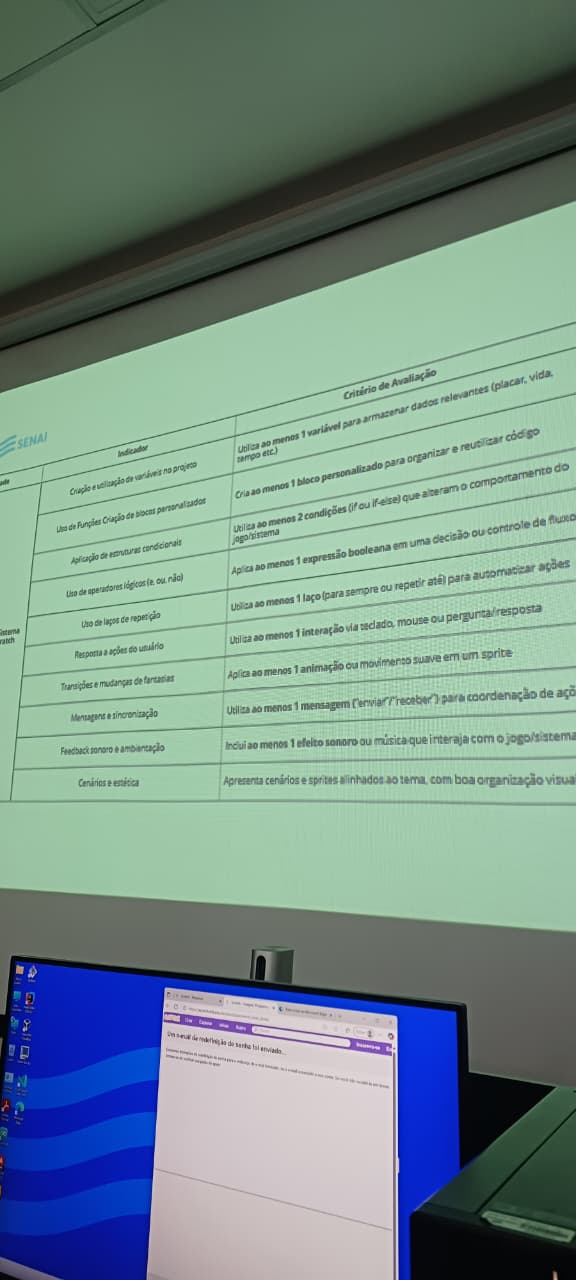 SENAI
Indicador
Critério de Avaliação
Criação e utilização de variáveis no projeto
Utiliza ao menos 1 variável para armazenar dados relevantes (placar, vida,
tempo etc.)
Uso de Funções Criação de blocos personalizados
Cria ao menos 1 bloco personalizado para organizar e reutilizar código
Aplicação de estruturas condicionais
Utiliza ao menos 2 condições (if ou if-else) que alteram o comportamento do
jogo/sistema
Uso de operadores lógicos (e, ou, não)
Aplica ao menos 1 expressão booleana em uma decisão ou controle de fluxo
Uso de laços de repetição
Utiliza ao menos 1 laço (para sempre ou repetir até) para automatizar ações
Resposta a ações do usuário
Utiliza ao menos 1 interação via teclado, mouse ou pergunta/resposta
Transições e mudanças de fantasias
Aplica ao menos 1 animação ou movimento suave em um sprite
Mensagens e sincronização
Utiliza ao menos 1 mensagem ("enviar"/"receber") para coordenação de açõ
Feedback sonoro e ambientação
Inclui ao menos 1 efeito sonoro ou música que interaja com o jogo/sistema
Cenários e estética
Apresenta cenários e sprites alinhados ao tema, com boa organização visua
istema
ratch
Um e-mail de redefinição de senha foi enviado...